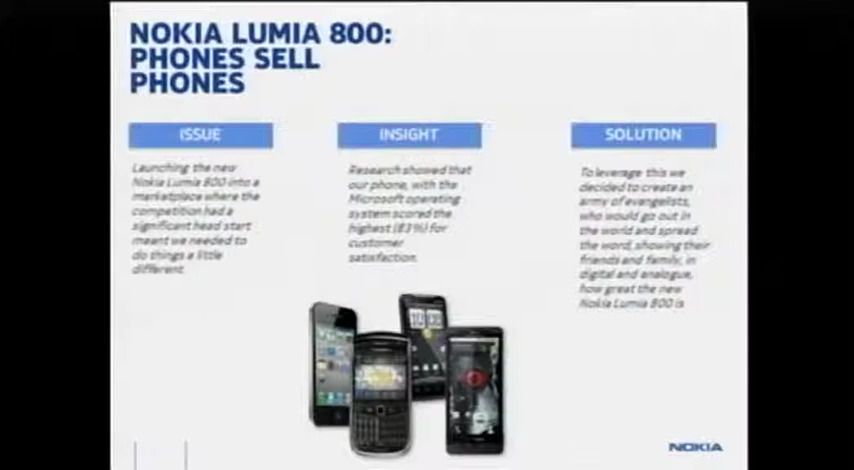 NOKIA LUMIA 800:
PHONES SELL
PHONES
ISSUE
Launching the new
Nokia Lumia 800 into a
marketplace where the
competition had a
significant head start
meant we needed to
do things a little
different
INSIGHT
Research showed that
our phone, with the
Microsoft operating
system scored the
highest (83%) for
customer
satisfaction.
SOLUTION
To leverage this we
decided to create an
army of evangelists,
who would go out in
the world and spread
the word, showing their
friends and family, in
digital and analogue,
how great the new
Nokia Lumia 800 is
NOKIA